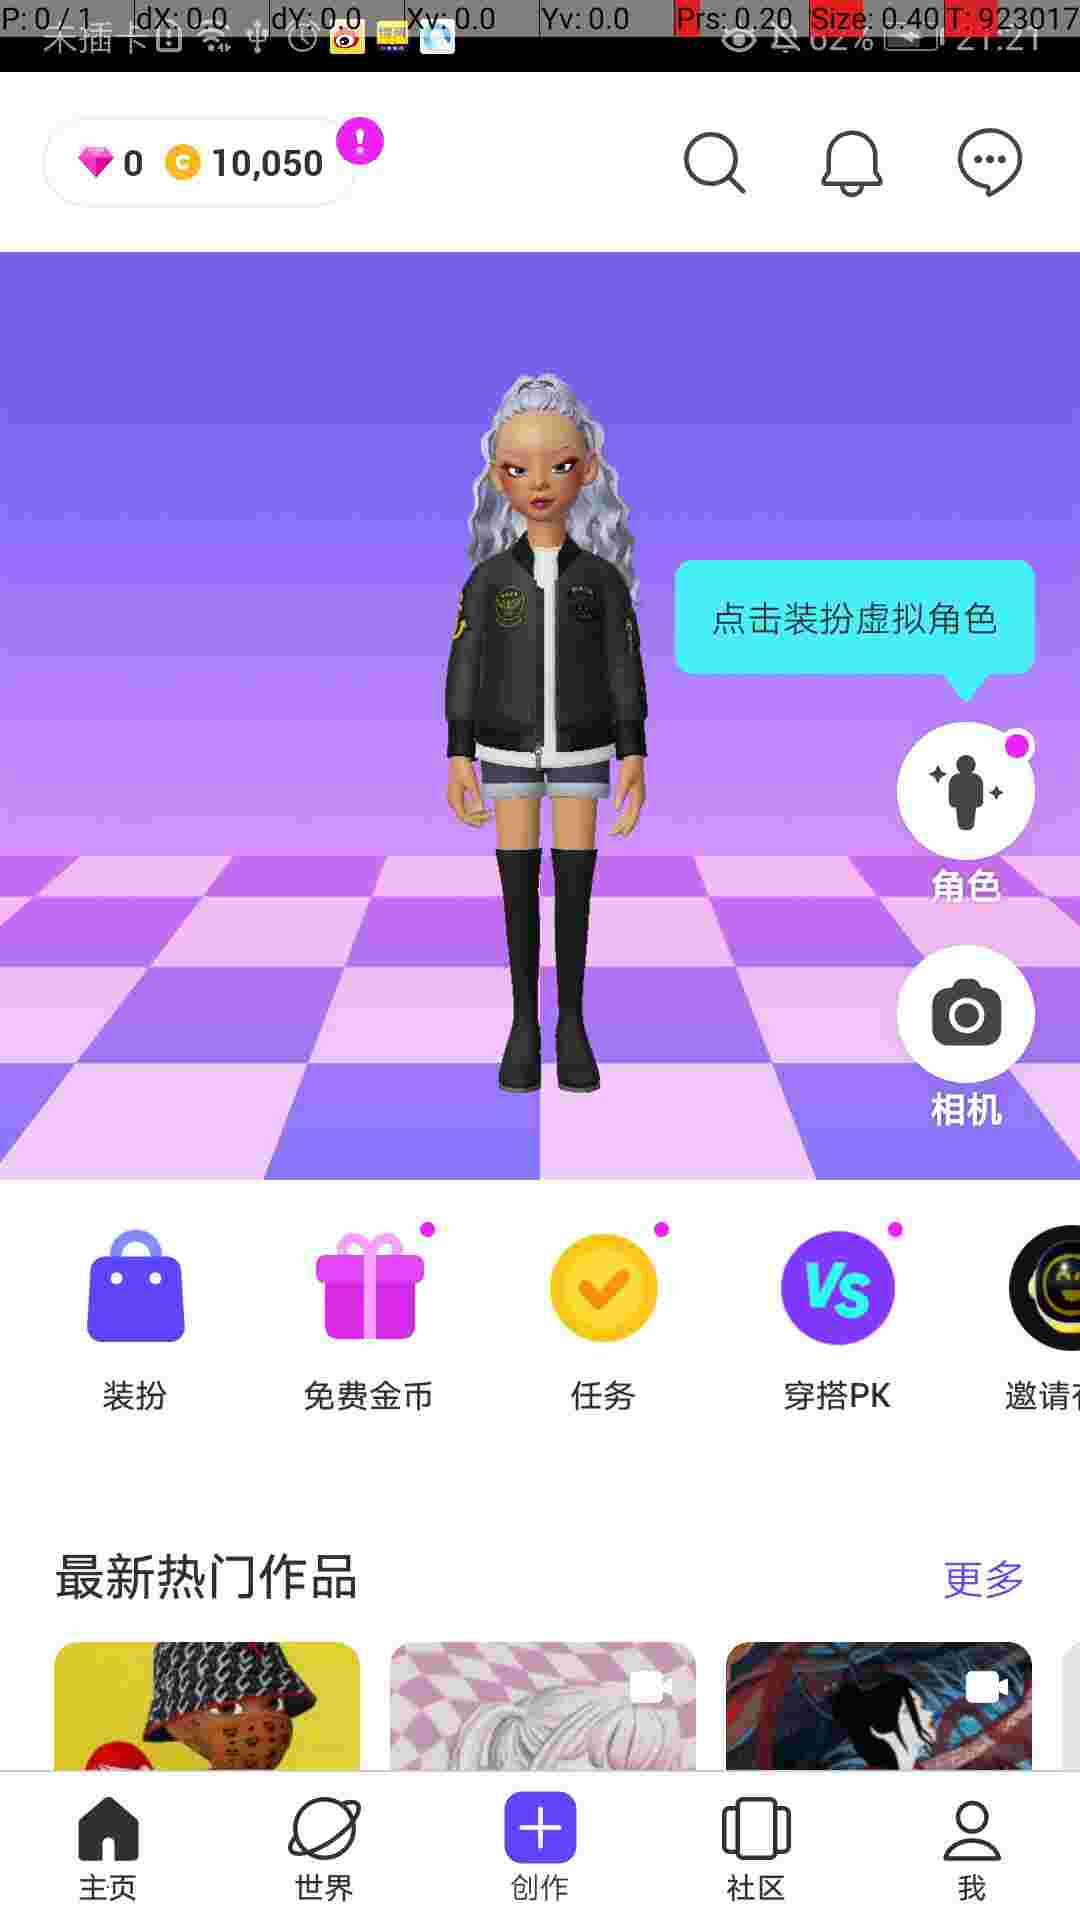 P: 0 / 1 dX: 0.0 dY: 0.0 Xv: 0.0 Yv: 0.0 Prs: 0.20 Size: 0.40 T: 923017
未插卡 62% 21:21
0 C 10,050 !
点击装扮虚拟角色
角色
相机
VS
装扮 免费金币 任务 穿搭PK 邀请
最新热门作品 更多
主页 世界 创作 社区 我